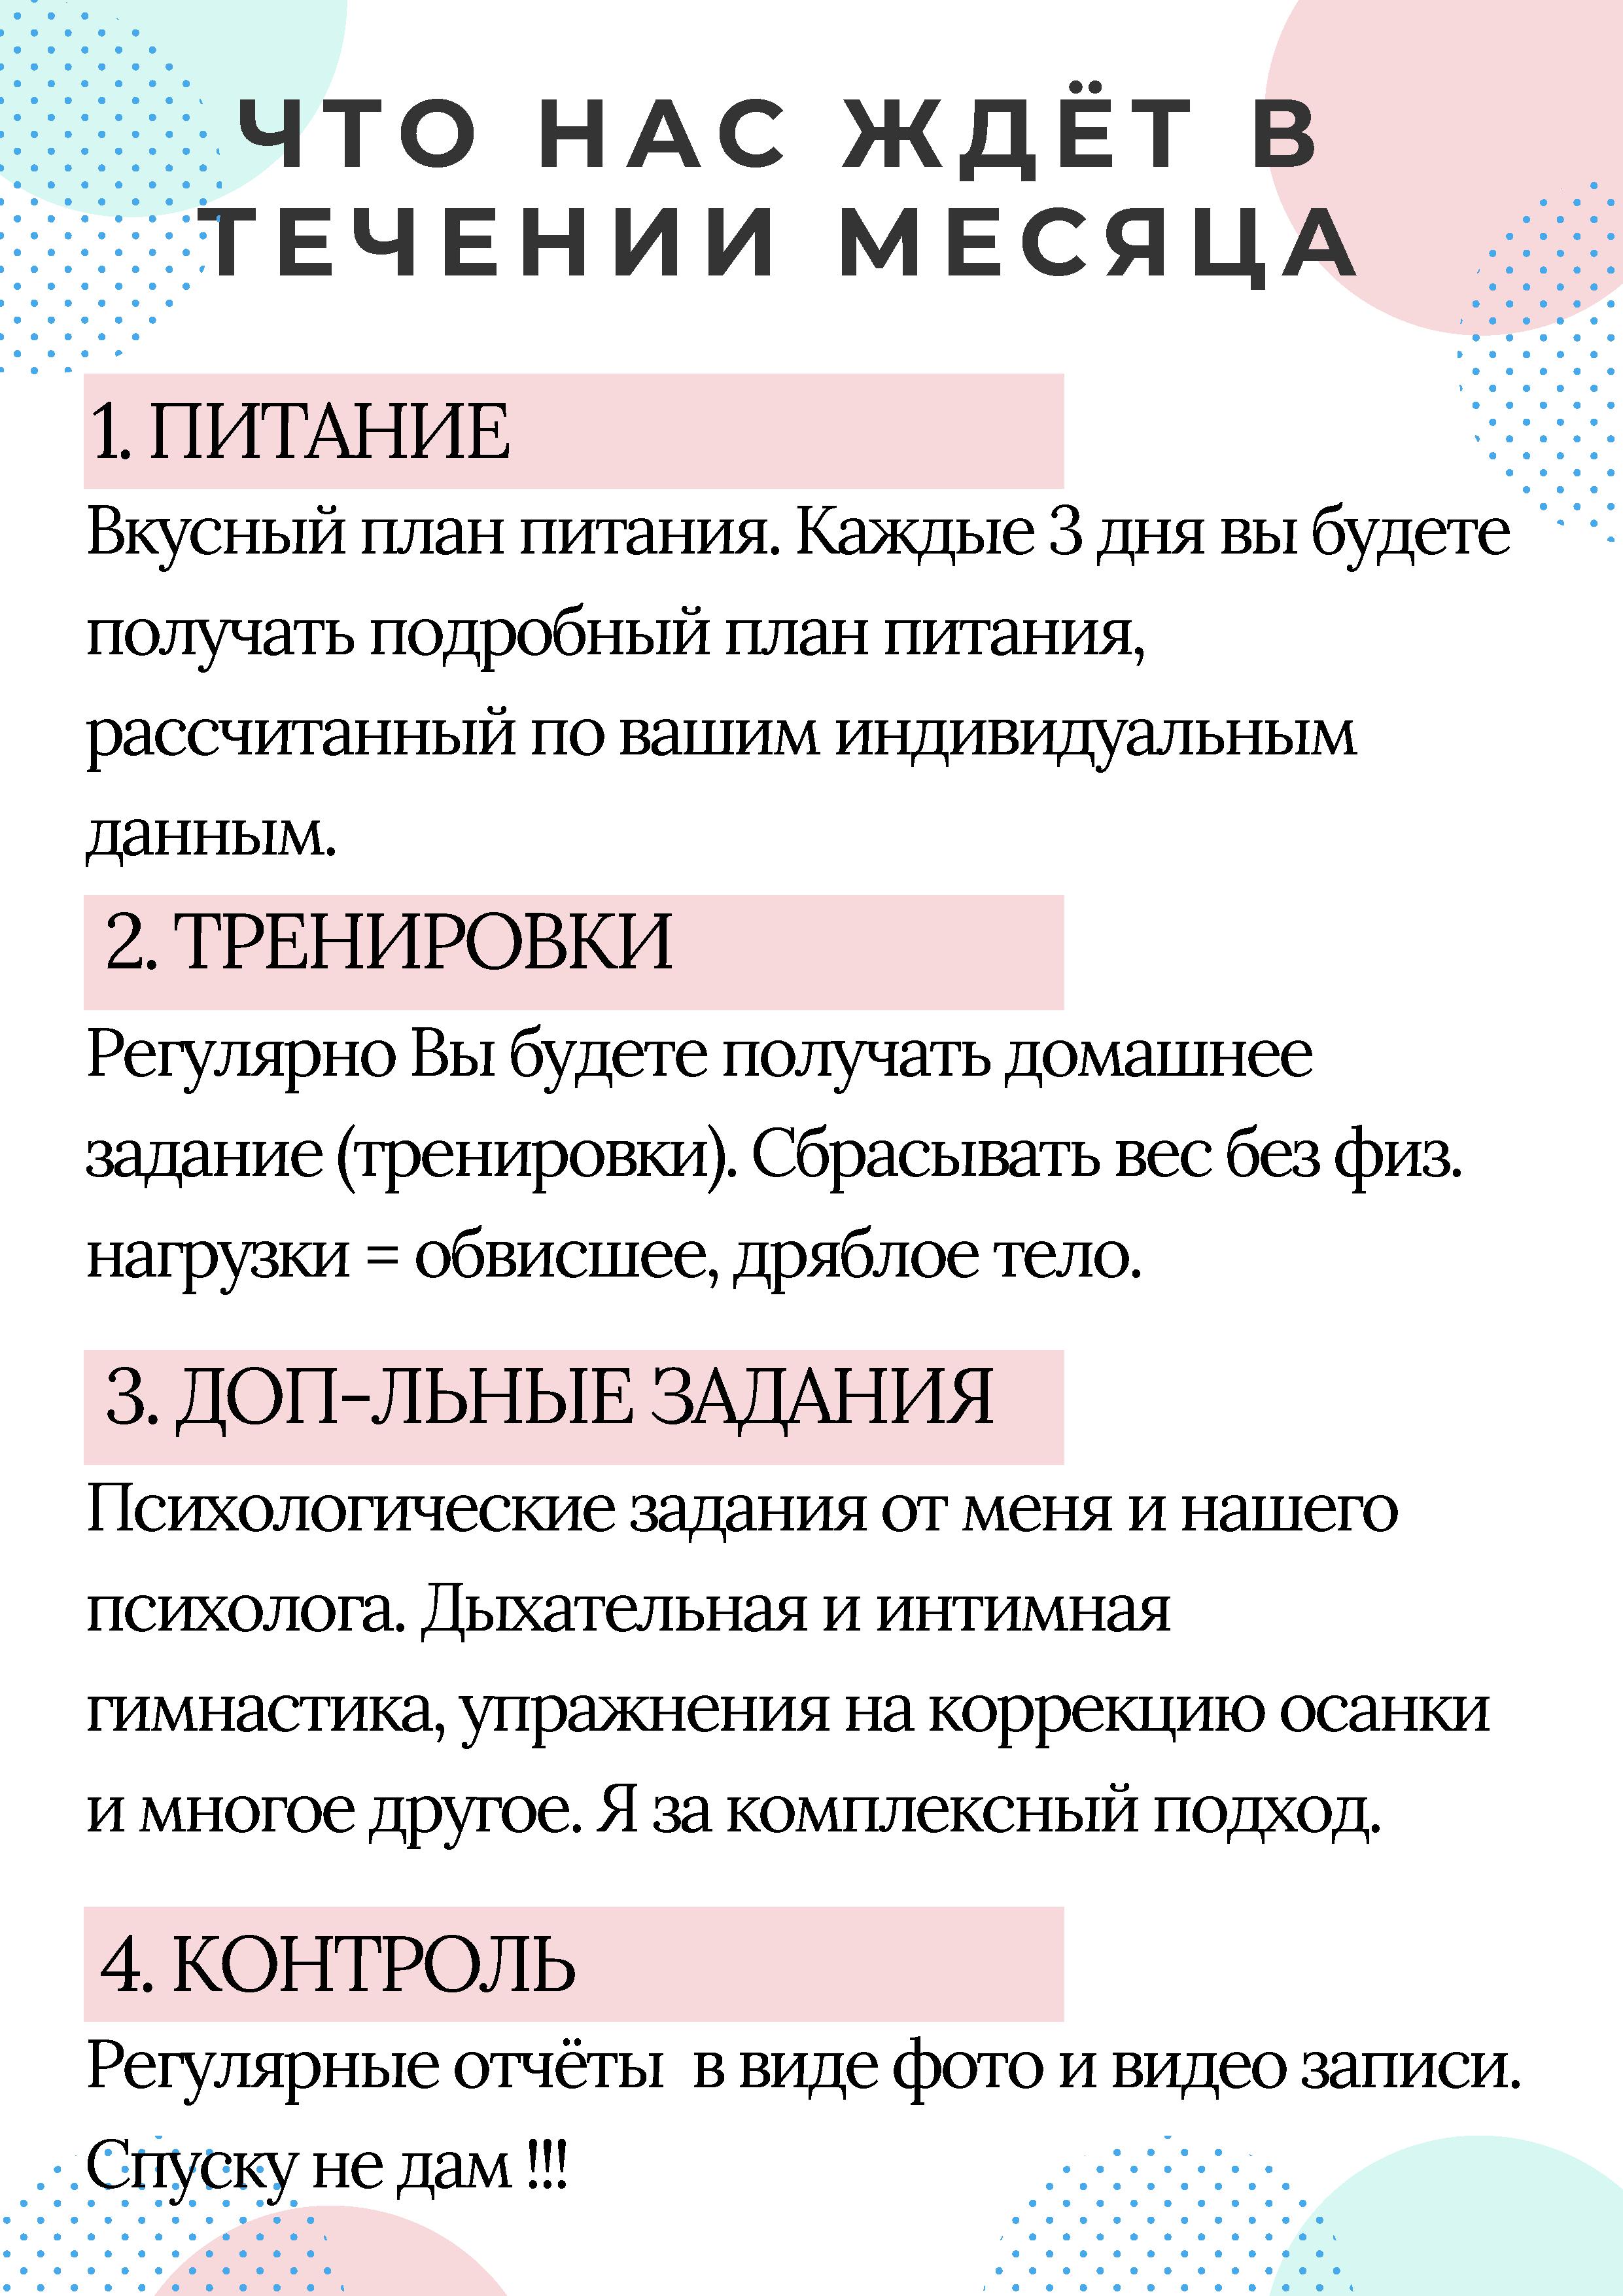 ЧТО НАС ЖДЁТ В
ТЕЧЕНИИ МЕСЯЦА
1. ПИТАНИЕ
Вкусный план питания. Каждые 3 дня вы будете
получать подробный план питания,
рассчитанный по вашим индивидуальным
данным.
2. ТРЕНИРОВКИ
Регулярно Вы будете получать домашнее
задание (тренировки). Сбрасывать вес без физ.
нагрузки = обвисшее, дряблое тело.
3. ДОП-ЛЬНЫЕ ЗАДАНИЯ
Психологические задания от меня и нашего
психолога. Дыхательная и интимная
гимнастика, упражнения на коррекцию осанки
и многое другое. Я за комплексный подход.
4. КОНТРОЛЬ
Регулярные отчёты  в виде фото и видео записи.
Спуску не дам !!!